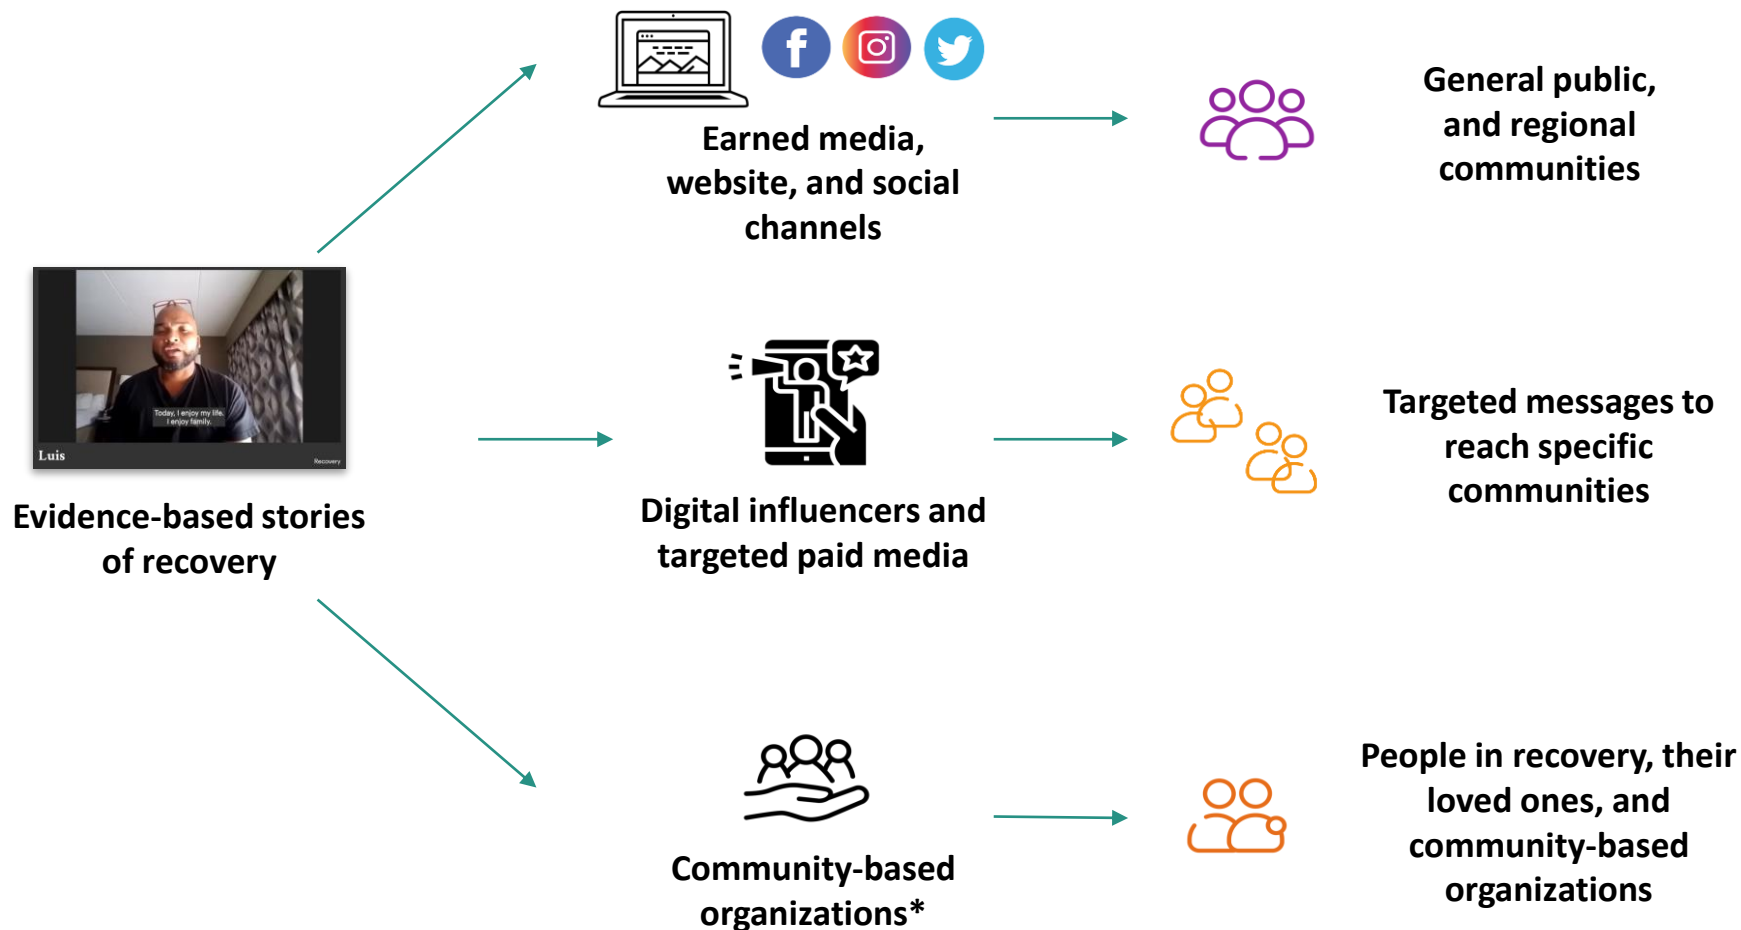 Earned media,
website, and social
channels
General public,
and regional
communities
Today, I enjoy my life.
I enjoy family.
Luis
Recovery
Evidence-based stories
of recovery
Digital influencers and
targeted paid media
Targeted messages to
reach specific
communities
Community-based
organizations*
People in recovery, their
loved ones, and
community-based
organizations